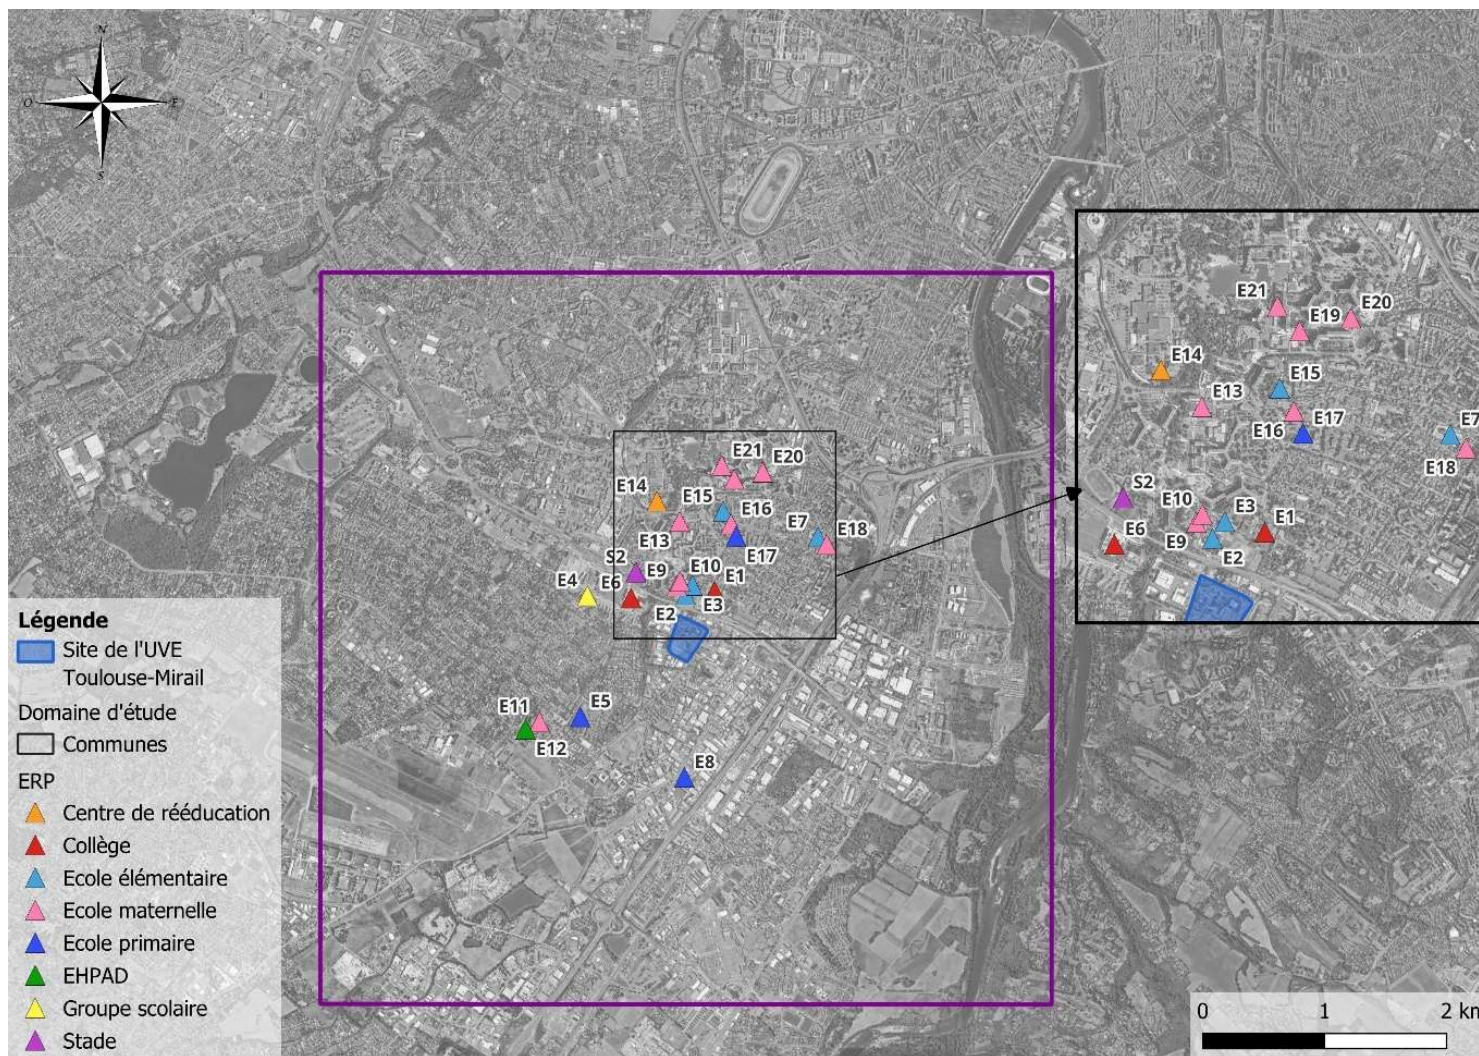 N
O
E
S
Légende
Site de l'UVE
Toulouse-Mirail
Domaine d'étude
Communes
ERP
Centre de rééducation
Collège
Ecole élémentaire
Ecole maternelle
Ecole primaire
EHPAD
Groupe scolaire
Stade
E21
E20
E14
E15
E16
E7
E18
E13
E17
S2
E9
E10
E1
E4
E6
E2
E3
E11
E5
E12
E8
E21
E19
E20
E14
E15
E13
E17
E16
E7
E18
S2
E10
E3
E1
E6
E9
E2
0 1 2 km